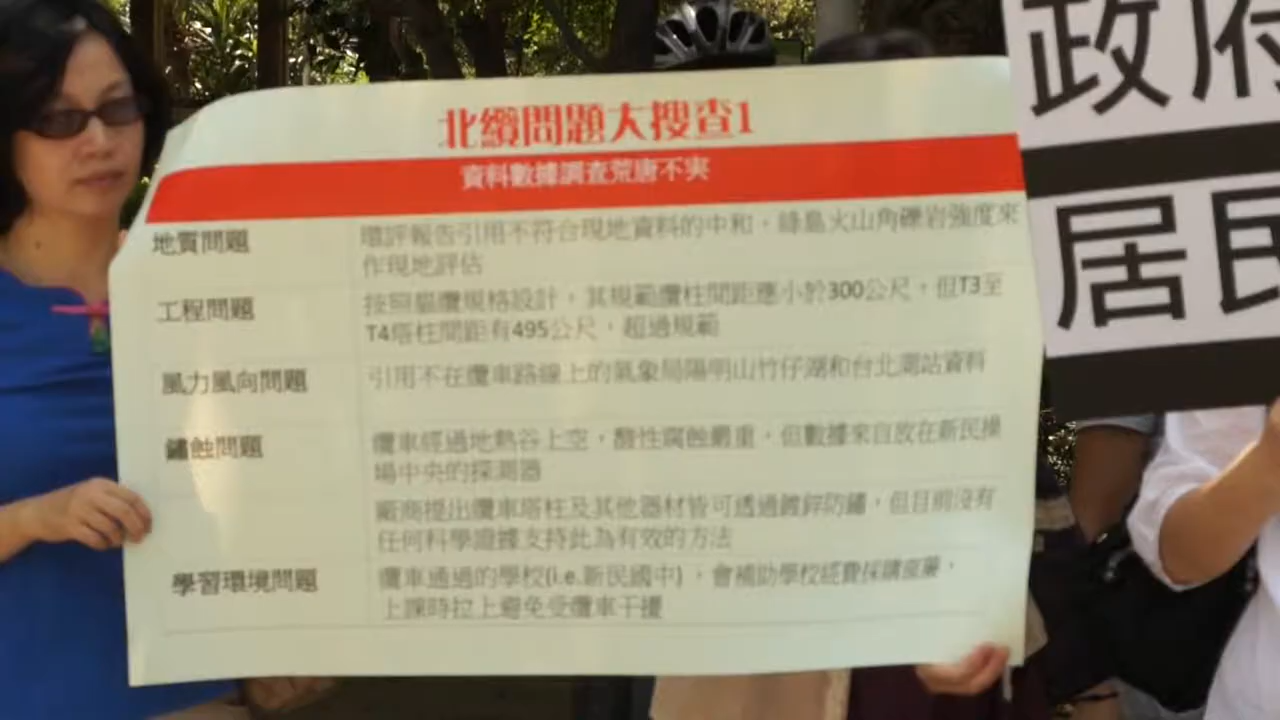 北纜問題大搜查1
資料數據調查荒唐不実
地質問題
環評報告引用不符合現地資料的中和，綠島火山角礫岩強度來
作現地評估
工程問題
按照貓纜規格設計，其規範纜柱間距應小於300公尺，但T3至
T4塔柱間距有495公尺，超過規範
風力風向問題
引用不在纜車路線上的氣象局陽明山竹仔湖和台北測站資料
鏽蝕問題
纜車經過地熱谷上空，酸性腐蝕嚴重，但數據來自放在新民操
場中央的探測器
廠商提出纜車塔柱及其他器材皆可透過鍍鋅防鏽，但目前沒有
任何科學證據支持此為有效的方法
學習環境問題
纜車通過的學校(i.e.新民國中)，會補助學校經費採購窗簾，
上課時拉上避免受纜車干擾
政府
居民